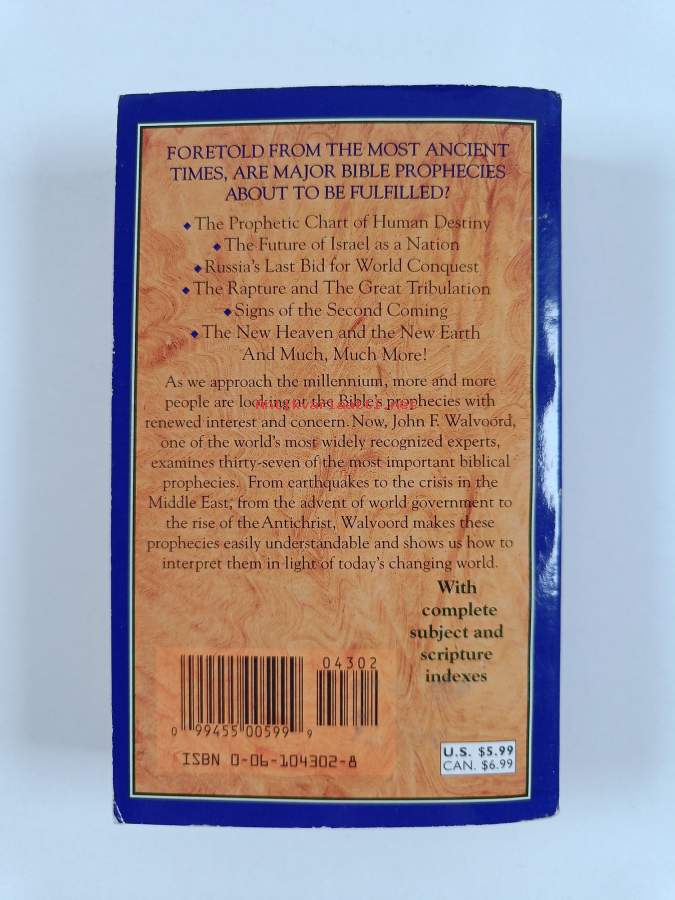 FORETOLD FROM THE MOST ANCIENT
TIMES, ARE MAJOR BIBLE PROPHECIES
ABOUT TO BE FULFILLED?
◆ The Prophetic Chart of Human Destiny
◆ The Future of Israel as a Nation
◆ Russia's Last Bid for World Conquest
◆ The Rapture and The Great Tribulation
◆ Signs of the Second Coming
◆ The New Heaven and the New Earth
And Much, Much More!
As we approach the millennium, more and more
people are looking at the Bible's prophecies with
Antikvariaatti.net
renewed interest and concern. Now, John F. Walvoord,
one of the world's most widely recognized experts,
examines thirty-seven of the most important biblical
prophecies. From earthquakes to the crisis in the
Middle East, from the advent of world government to
the rise of the Antichrist, Walvoord makes these
prophecies easily understandable and shows us how to
interpret them in light of today's changing world.
With
complete
subject and
scripture
indexes
04302
0 99455 00599 9
ISBN 0-06-104302-8
U.S. $5.99
CAN. $6.99